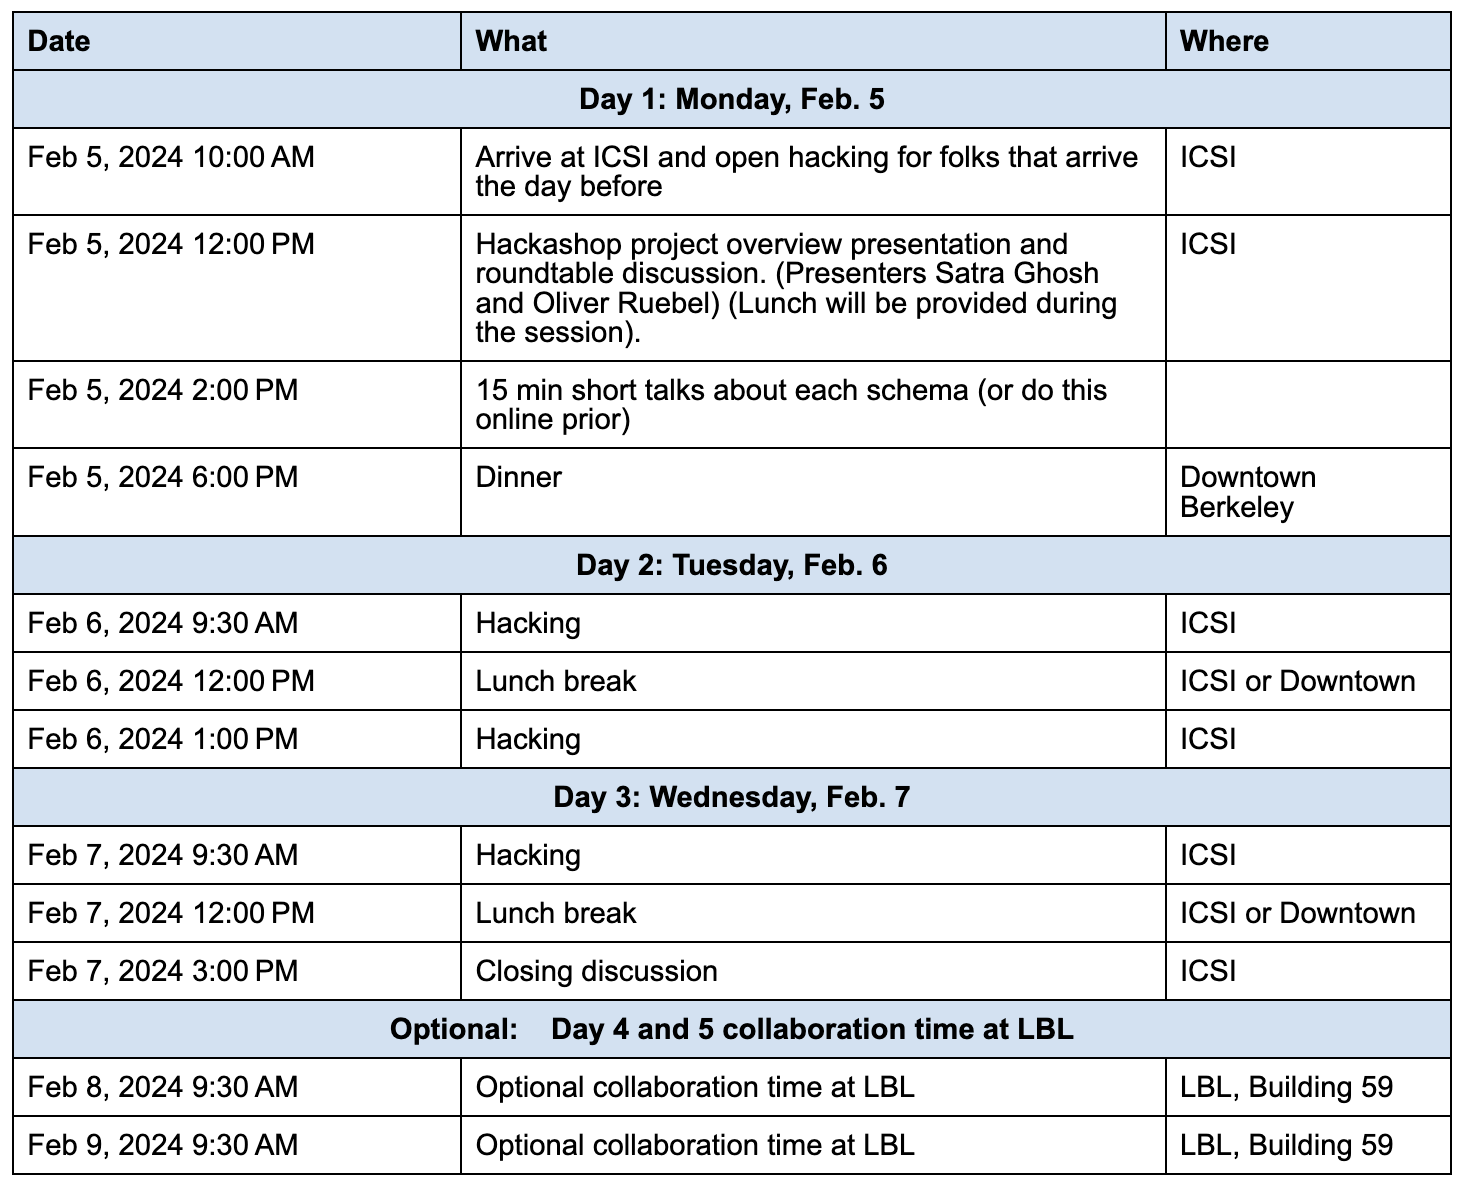 Date What Where
Day 1: Monday, Feb. 5
Feb 5, 2024 10:00 AM Arrive at ICSI and open hacking for folks that arrive ICSI
the day before
Feb 5, 2024 12:00 PM Hackashop project overview presentation and ICSI
roundtable discussion. (Presenters Satra Ghosh
and Oliver Ruebel) (Lunch will be provided during
the session).
Feb 5, 2024 2:00 PM 15 min short talks about each schema (or do this
online prior)
Feb 5, 2024 6:00 PM Dinner Downtown
Berkeley
Day 2: Tuesday, Feb. 6
Feb 6, 2024 9:30 AM Hacking ICSI
Feb 6, 2024 12:00 PM Lunch break ICSI or Downtown
Feb 6, 2024 1:00 PM Hacking ICSI
Day 3: Wednesday, Feb. 7
Feb 7, 2024 9:30 AM Hacking ICSI
Feb 7, 2024 12:00 PM Lunch break ICSI or Downtown
Feb 7, 2024 3:00 PM Closing discussion ICSI
Optional: Day 4 and 5 collaboration time at LBL
Feb 8, 2024 9:30 AM Optional collaboration time at LBL LBL, Building 59
Feb 9, 2024 9:30 AM Optional collaboration time at LBL LBL, Building 59